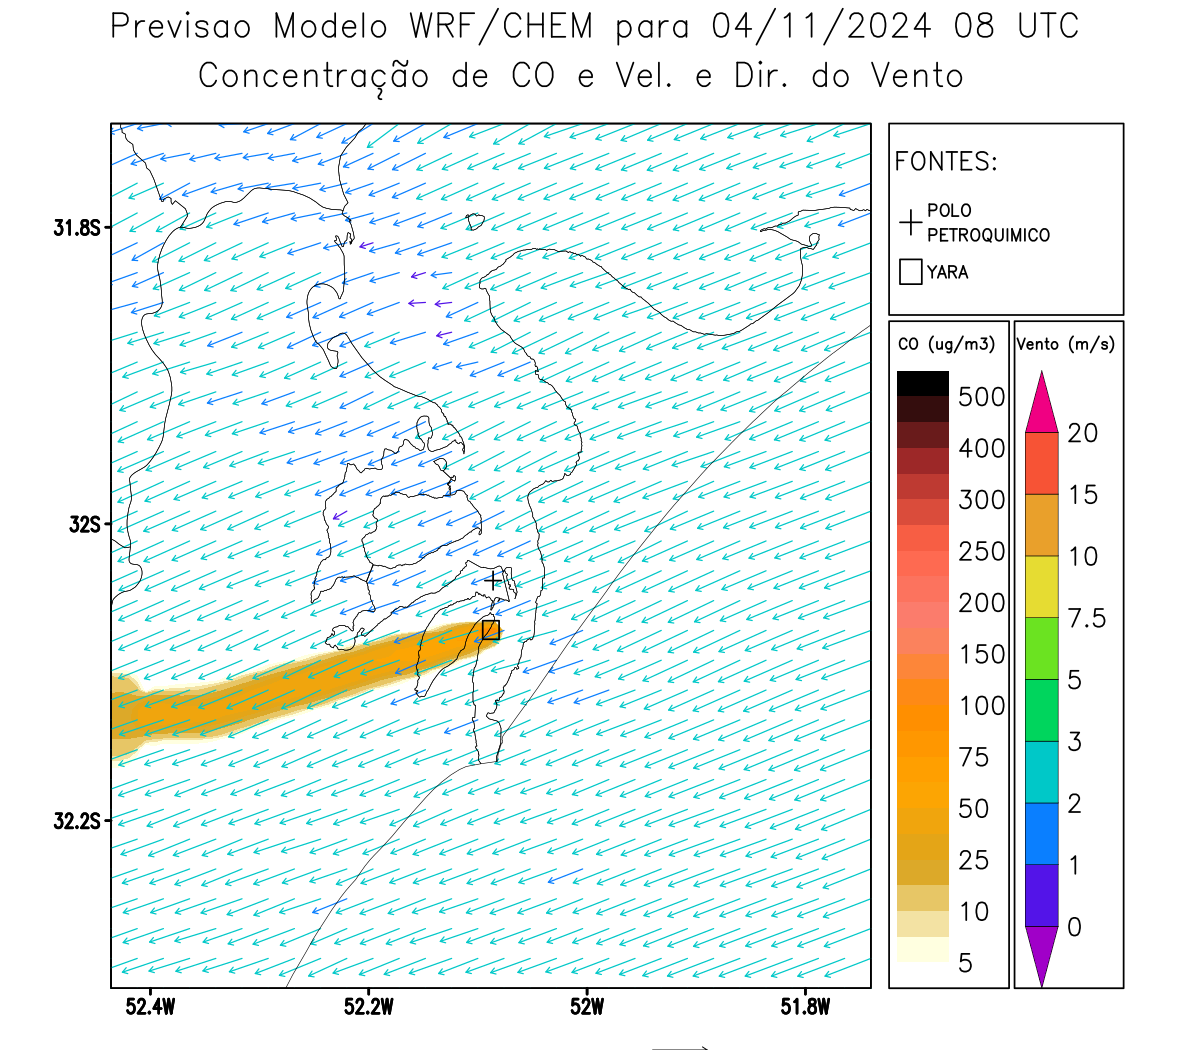 Previsao Modelo WRF/CHEM para 04/11/2024 08 UTC
Concentração de CO e Vel. e Dir. do Vento
FONTES:
POLO
PETROQUIMICO
YARA
CO (ug/m3)
500
400
300
250
200
150
100
75
50
25
10
5
Vento (m/s)
20
15
10
7.5
5
3
2
1
0
31.8S
32S
32.2S
52.4W
52.2W
52W
51.8W